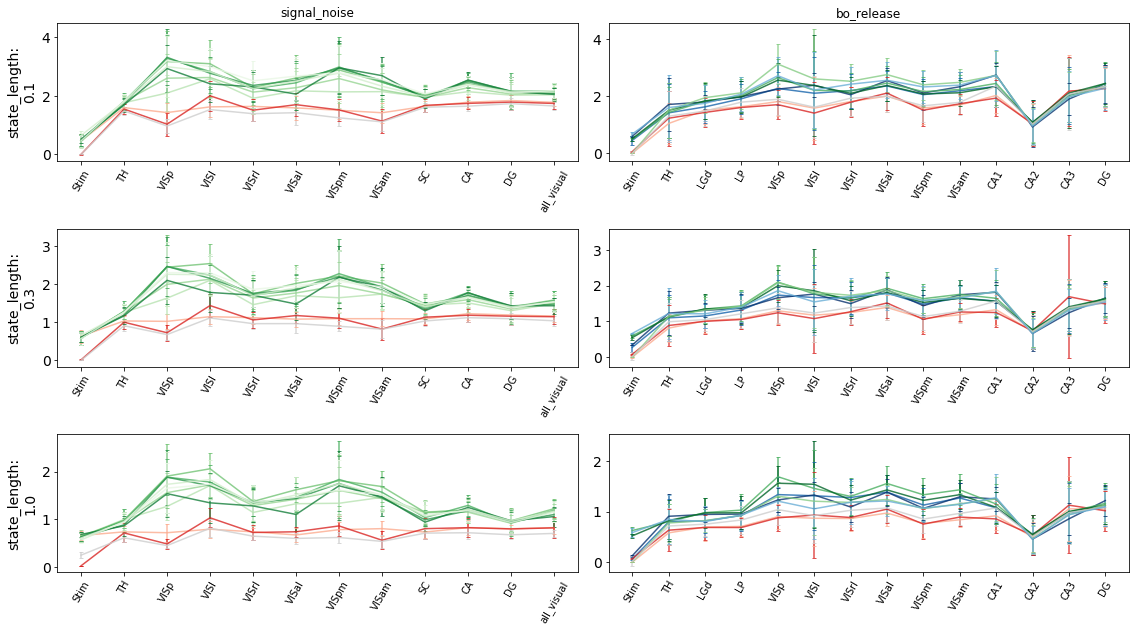 signal_noise
bo_release
state_length:
0.1
4
2
0
Stim TH VISp VISl VISrl VISal VISpm VISam SC CA DG all_visual
4
2
0
Stim TH LGd LP VISp VISl VISrl VISal VISpm VISam CA1 CA2 CA3 DG
state_length:
0.3
3
2
1
0
Stim TH VISp VISl VISrl VISal VISpm VISam SC CA DG all_visual
3
2
1
0
Stim TH LGd LP VISp VISl VISrl VISal VISpm VISam CA1 CA2 CA3 DG
state_length:
1.0
2
1
0
Stim TH VISp VISl VISrl VISal VISpm VISam SC CA DG all_visual
2
1
0
Stim TH LGd LP VISp VISl VISrl VISal VISpm VISam CA1 CA2 CA3 DG